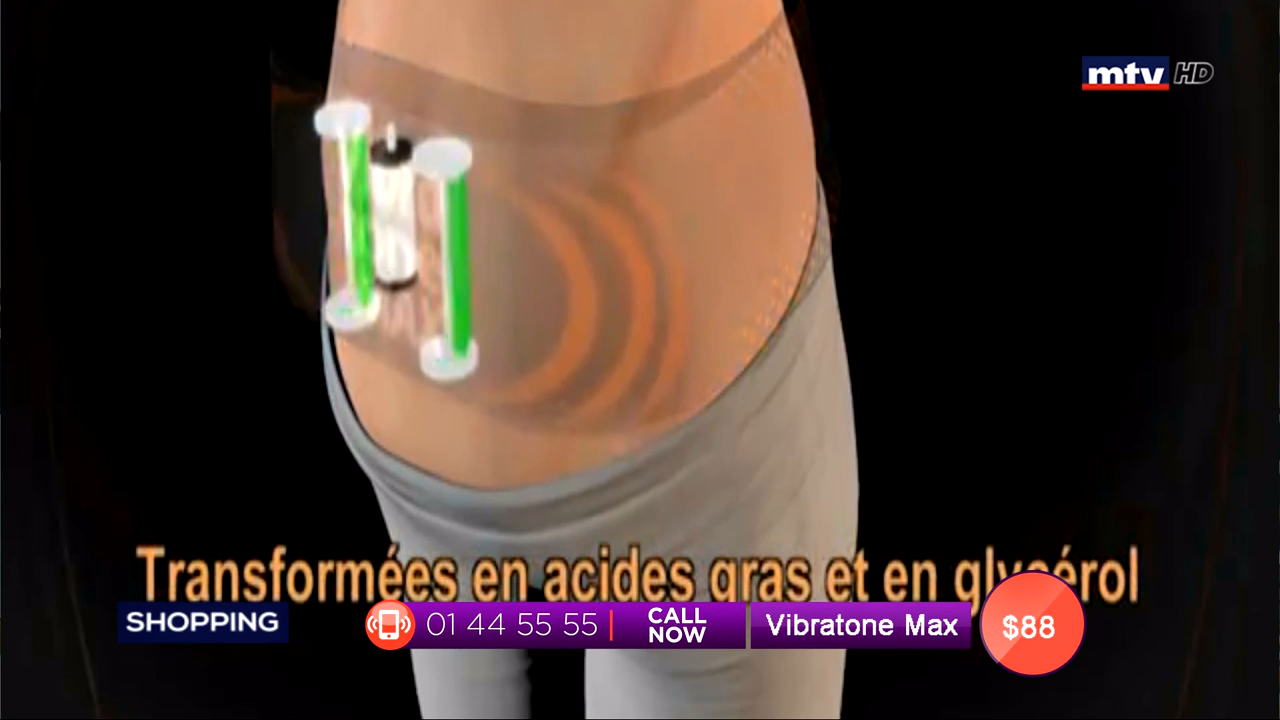 mtv HD
Transformées en acides gras et en glycérol
SHOPPING
01 44 55 55
CALL
NOW
Vibratone Max
$88